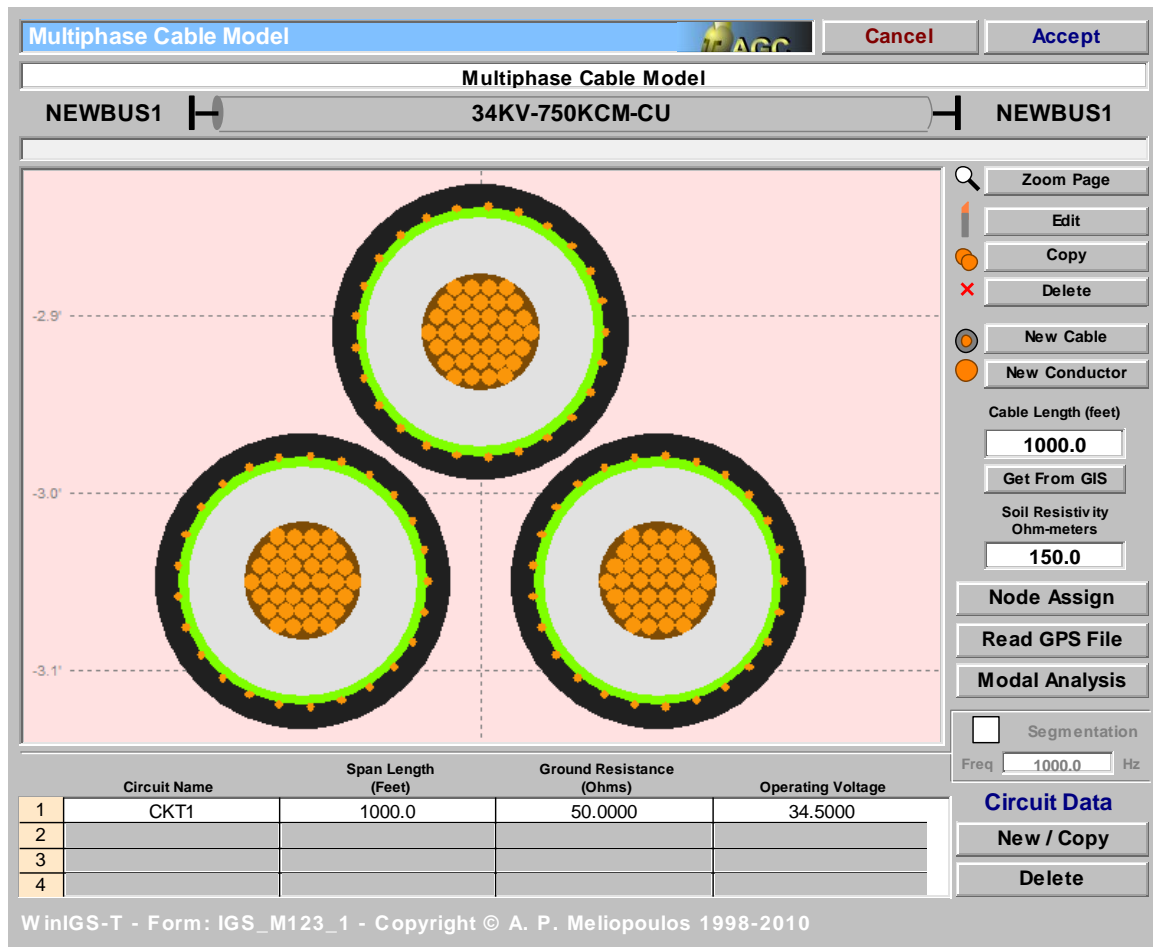 Multiphase Cable Model
AGC
Cancel
Accept
Multiphase Cable Model
NEWBUS1
34KV-750KCM-CU
NEWBUS1
-2.9'
-3.0'
-3.1'
Zoom Page
Edit
Copy
Delete
New Cable
New Conductor
Cable Length (feet)
1000.0
Get From GIS
Soil Resistivity
Ohm-meters
150.0
Node Assign
Read GPS File
Modal Analysis
Segmentation
Freq 1000.0 Hz
Circuit Name Span Length (Feet) Ground Resistance (Ohms) Operating Voltage
1 CKT1 1000.0 50.0000 34.5000
2
3
4
Circuit Data
New / Copy
Delete
WinIGS-T - Form: IGS_M123_1 - Copyright © A. P. Meliopoulos 1998-2010